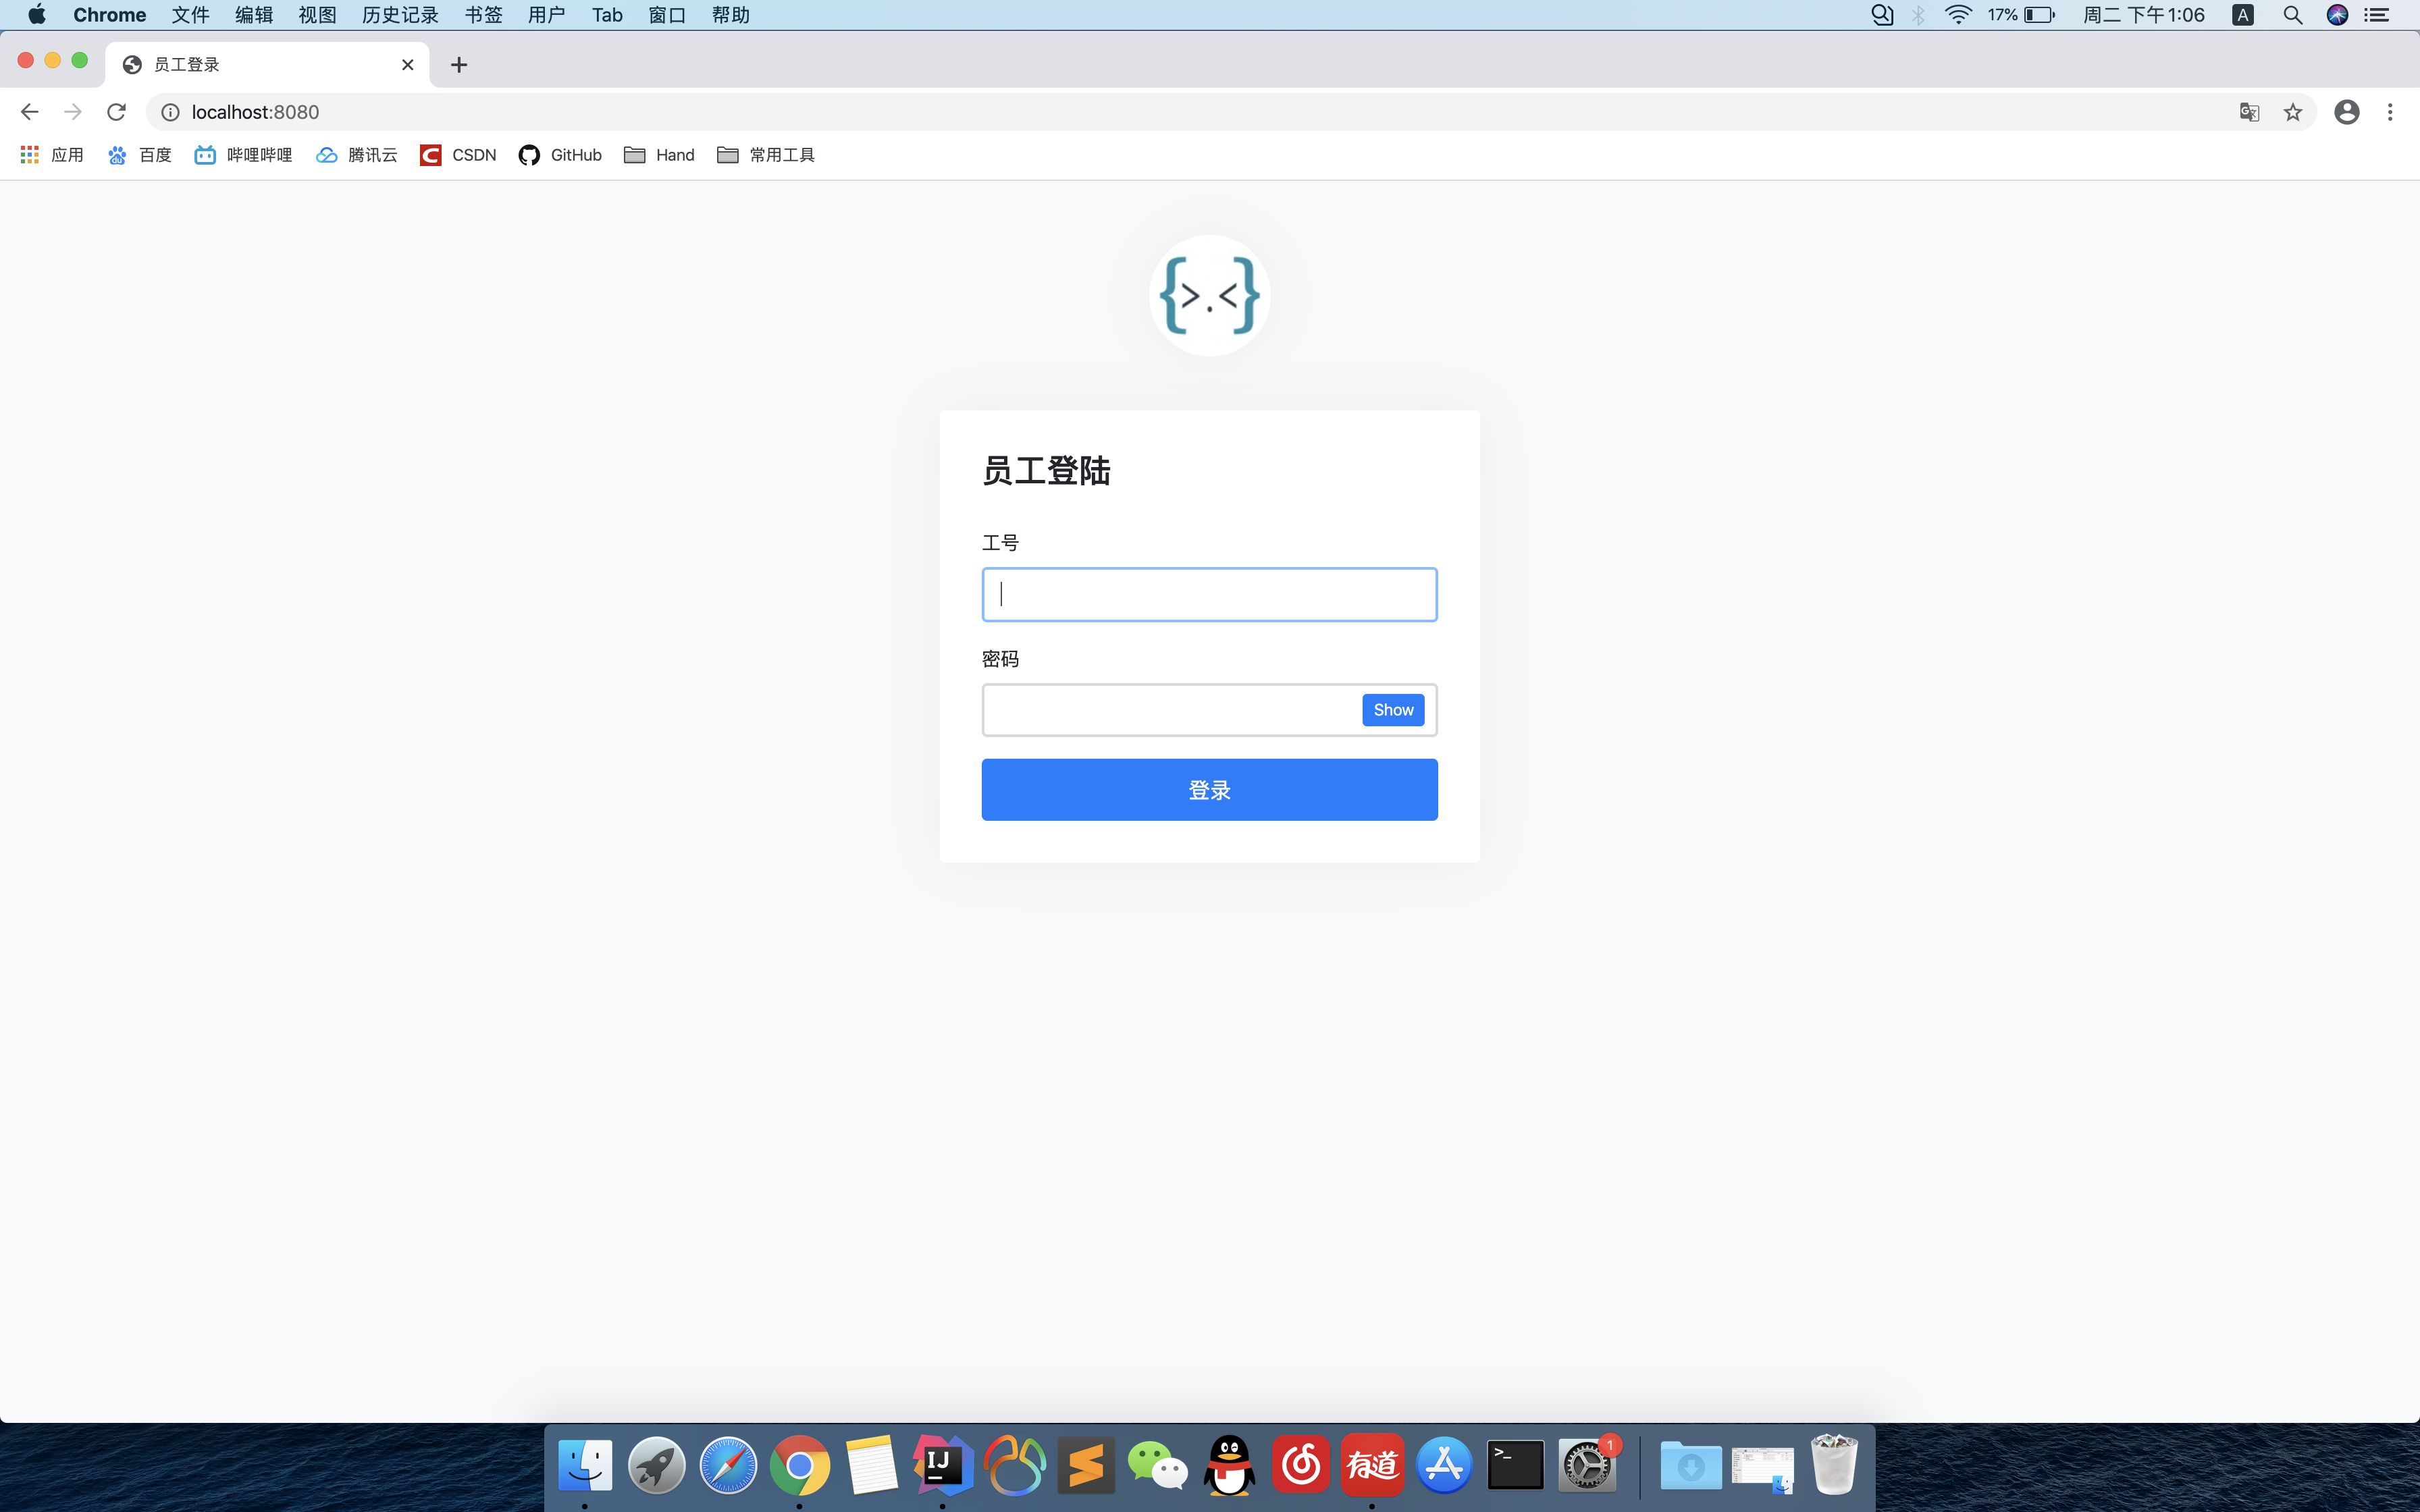 Chrome 文件 编辑 视图 历史记录 书签 用户 Tab 窗口 帮助 17% 周二 下午1:06 A
员工登录
localhost:8080
应用 百度 哔哩哔哩 腾讯云 CSDN GitHub Hand 常用工具
{>.<}
员工登陆
工号
密码
Show
登录
IJ 有道 >_ 1